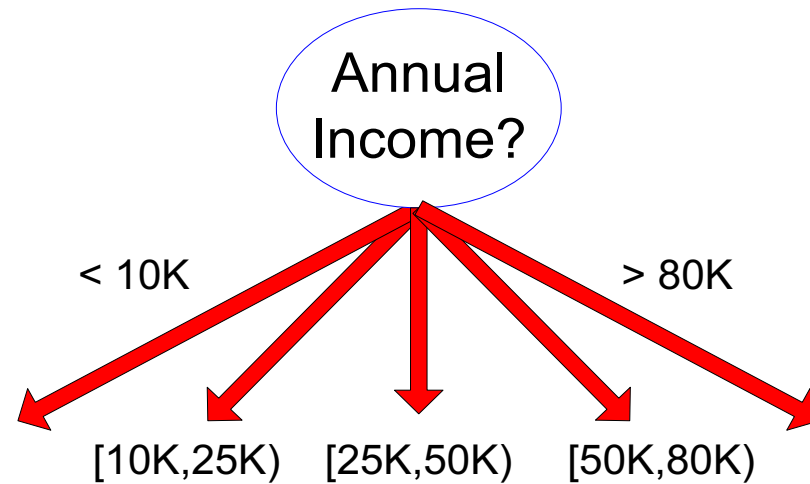 Annual
Income?
< 10K
> 80K
[10K,25K)
[25K,50K)
[50K,80K)